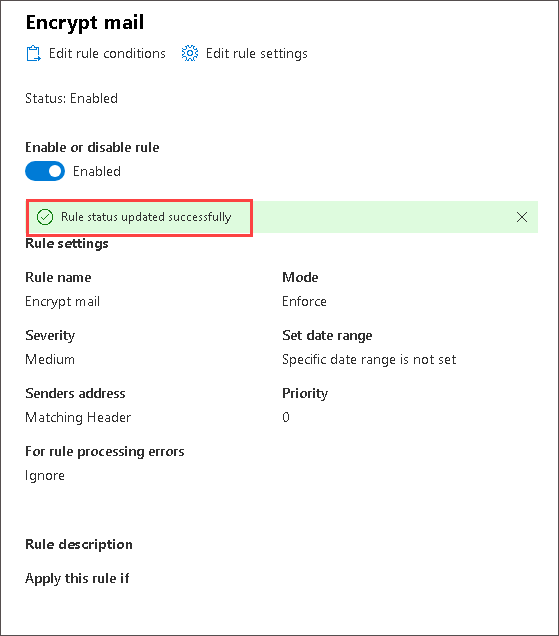 Encrypt mail
Edit rule conditions Edit rule settings
Status: Enabled
Enable or disable rule
Enabled
Rule status updated successfully
Rule settings
Rule name Mode
Encrypt mail Enforce
Severity Set date range
Medium Specific date range is not set
Senders address Priority
Matching Header 0
For rule processing errors
Ignore
Rule description
Apply this rule if